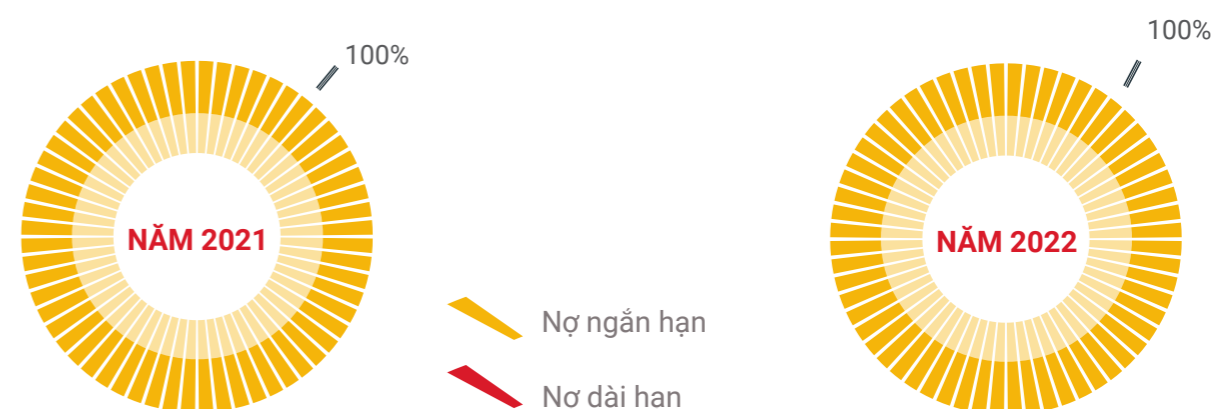 100%
NĂM 2021
Nợ ngắn hạn
Nợ dài hạn
100%
NĂM 2022